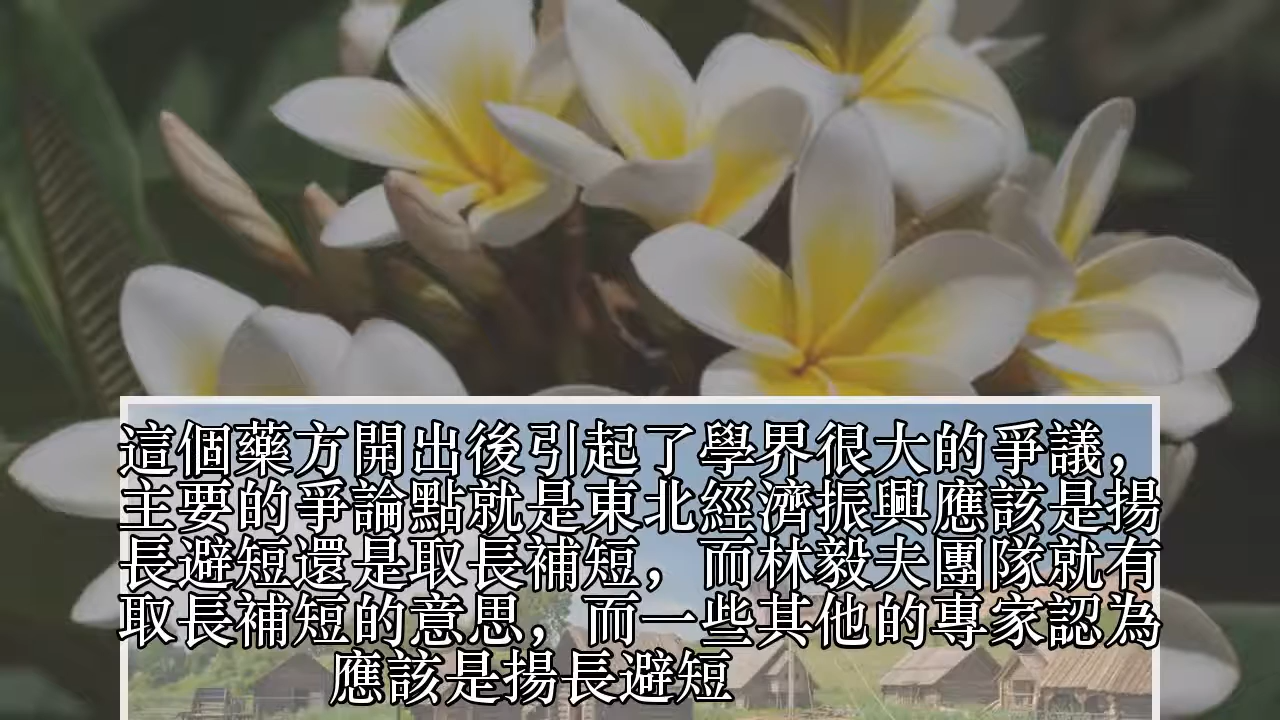 這個藥方開出後引起了學界很大的爭議，
主要的爭論點就是東北經濟振興應該是揚
長避短還是取長補短，而林毅夫團隊就有
取長補短的意思，而一些其他的專家認為
應該是揚長避短